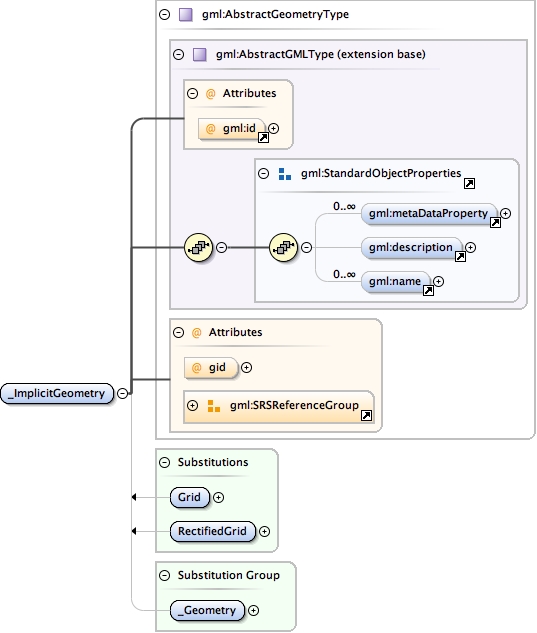 gml:AbstractGeometryType
gml:AbstractGMLType (extension base)
@ Attributes
@ gml:id
gml:StandardObjectProperties
0..∞
gml:metaDataProperty
gml:description
0..∞
gml:name
@ Attributes
@ gid
gml:SRSReferenceGroup
_ImplicitGeometry
Substitutions
Grid
RectifiedGrid
Substitution Group
_Geometry